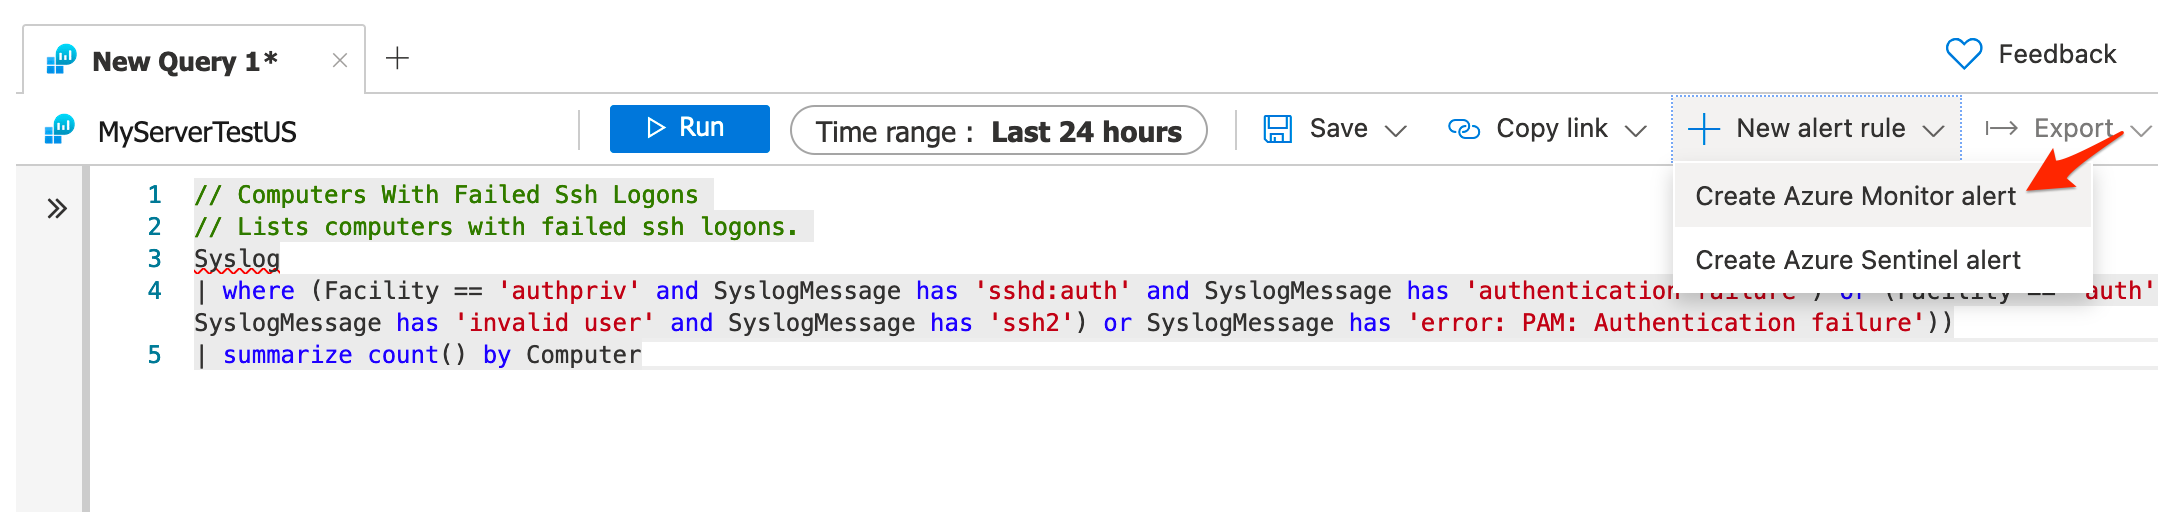 New Query 1*
Feedback
MyServerTestUS
Run
Time range : Last 24 hours
Save
Copy link
New alert rule
Export
Create Azure Monitor alert
Create Azure Sentinel alert
1 // Computers With Failed Ssh Logons
2 // Lists computers with failed ssh logons.
3 Syslog
4 | where (Facility == 'authpriv' and SyslogMessage has 'sshd:auth' and SyslogMessage has 'authentication failure') or (Facility == 'auth'
SyslogMessage has 'invalid user' and SyslogMessage has 'ssh2') or SyslogMessage has 'error: PAM: Authentication failure'))
5 | summarize count() by Computer